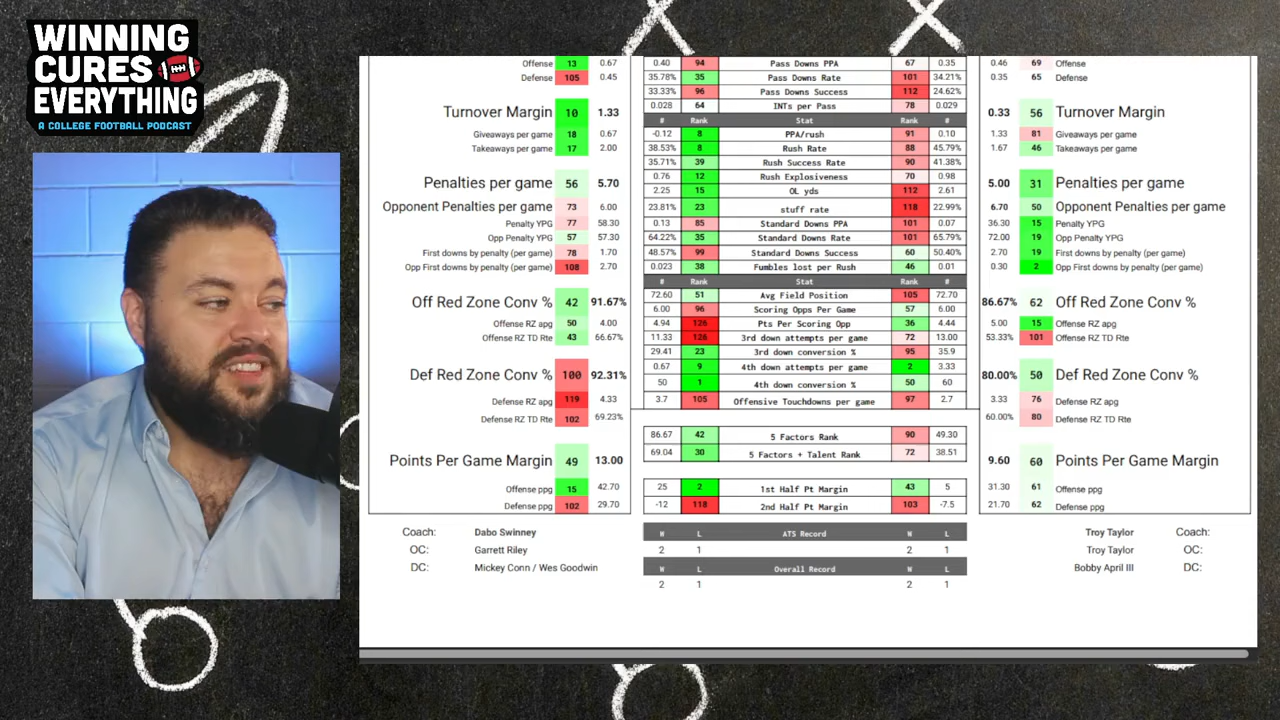 WINNING
CURES
EVERYTHING
A COLLEGE FOOTBALL PODCAST
Offense 13 0.67
Defense 105 0.45
Turnover Margin 10 1.33
Giveaways per game 18 0.67
Takeaways per game 17 2.00
Penalties per game 56 5.70
Opponent Penalties per game 73 6.00
Penalty YPG 77 58.30
Opp Penalty YPG 57 57.30
First downs by penalty (per game) 78 1.70
Opp First downs by penalty (per game) 108 2.70
Off Red Zone Conv % 42 91.67%
Offense RZ apg 50 4.00
Offense RZ TD Rte 43 66.67%
Def Red Zone Conv % 100 92.31%
Defense RZ apg 119 4.33
Defense RZ TD Rte 102 69.23%
Points Per Game Margin 49 13.00
Offense ppg 15 42.70
Defense ppg 102 29.70
Coach: Dabo Swinney
OC: Garrett Riley
DC: Mickey Conn / Wes Goodwin
0.40 94 Pass Downs PPA 67 0.35
35.78% 35 Pass Downs Rate 101 34.21%
33.33% 96 Pass Downs Success 112 24.62%
0.028 64 INTs per Pass 78 0.029
# Rank Stat Rank #
-0.12 8 PPA/rush 91 0.10
38.53% 8 Rush Rate 88 45.79%
35.71% 39 Rush Success Rate 90 41.38%
0.76 12 Rush Explosiveness 70 0.98
2.25 15 OL yds 112 2.61
23.81% 23 stuff rate 118 22.99%
0.13 85 Standard Downs PPA 101 0.07
64.22% 35 Standard Downs Rate 101 65.79%
48.57% 99 Standard Downs Success 60 50.40%
0.023 38 Fumbles lost per Rush 46 0.01
# Rank Stat Rank #
72.60 51 Avg Field Position 105 72.70
6.00 96 Scoring Opps Per Game 57 6.00
4.94 126 Pts Per Scoring Opp 36 4.44
11.33 126 3rd down attempts per game 72 13.00
29.41 23 3rd down conversion % 95 35.9
0.67 9 4th down attempts per game 2 3.33
50 1 4th down conversion % 50 60
3.7 105 Offensive Touchdowns per game 97 2.7
86.67 42 5 Factors Rank 90 49.30
69.04 30 5 Factors + Talent Rank 72 38.51
25 2 1st Half Pt Margin 43 5
-12 118 2nd Half Pt Margin 103 -7.5
W L ATS Record W L
2 1 2 1
W L Overall Record W L
2 1 2 1
0.46 69 Offense
0.35 65 Defense
0.33 56 Turnover Margin
1.33 81 Giveaways per game
1.67 46 Takeaways per game
5.00 31 Penalties per game
6.70 50 Opponent Penalties per game
36.30 15 Penalty YPG
72.00 19 Opp Penalty YPG
2.70 19 First downs by penalty (per game)
0.30 2 Opp First downs by penalty (per game)
86.67% 62 Off Red Zone Conv %
5.00 15 Offense RZ apg
53.33% 101 Offense RZ TD Rte
80.00% 50 Def Red Zone Conv %
3.33 76 Defense RZ apg
60.00% 80 Defense RZ TD Rte
9.60 60 Points Per Game Margin
31.30 61 Offense ppg
21.70 62 Defense ppg
Troy Taylor Coach:
Troy Taylor OC:
Bobby April III DC: